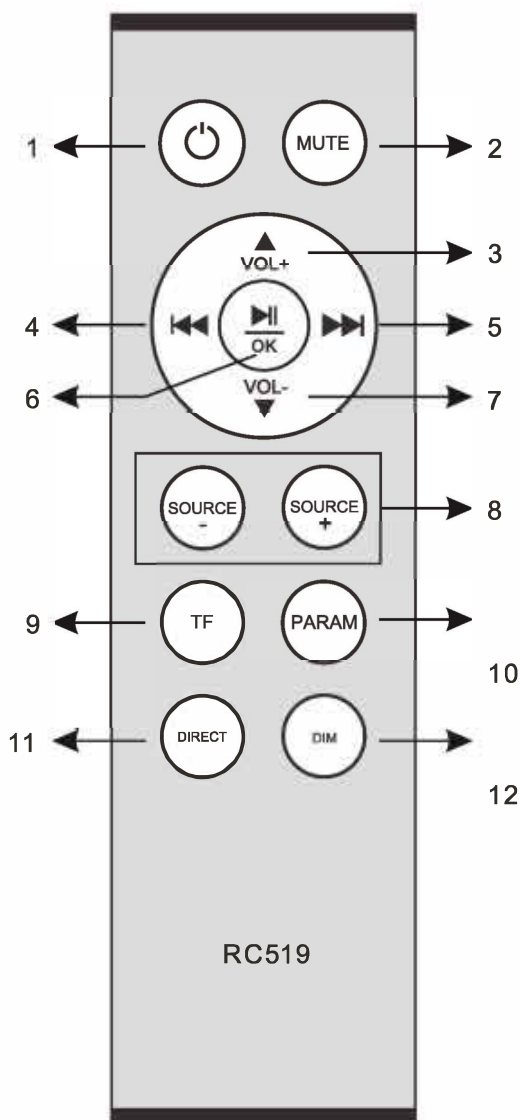 1
MUTE
2
VOL+
3
4
OK
5
6
VOL-
7
SOURCE
-
SOURCE
+
8
9
TF
PARAM
10
11
DIRECT
DIM
12
RC519